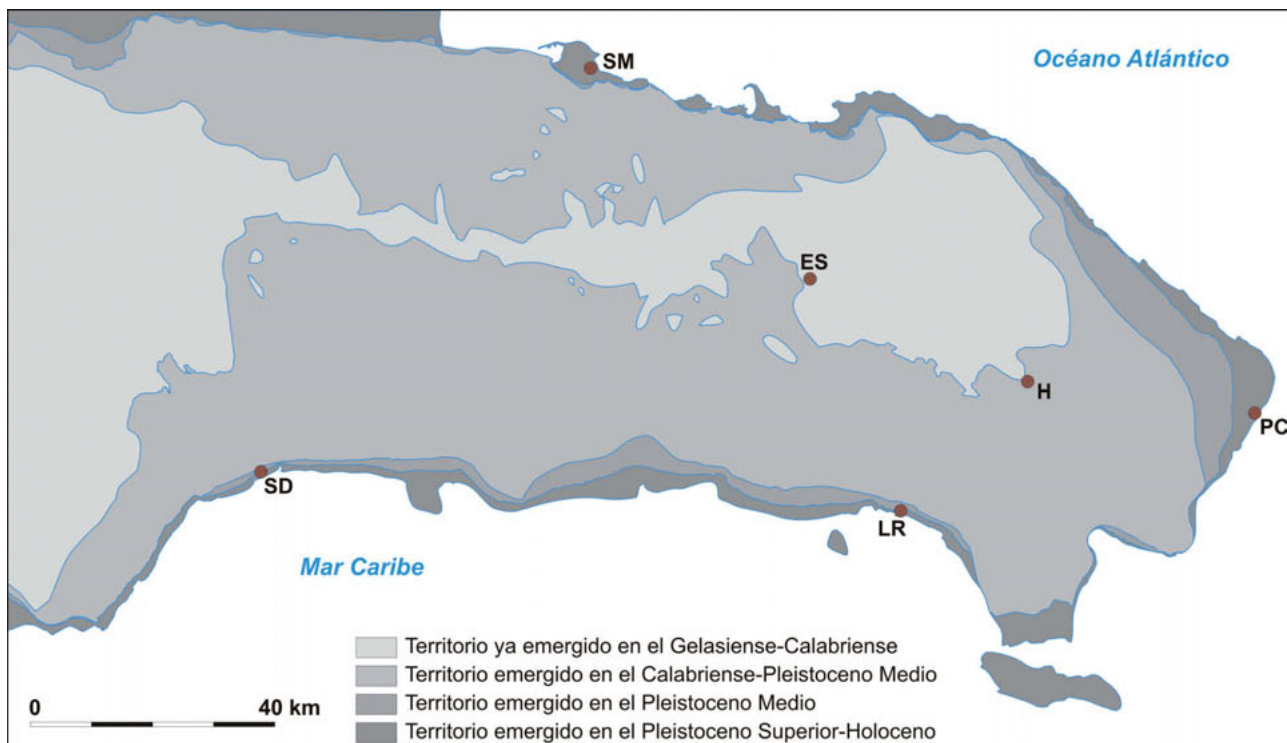 SM
Océano Atlántico
ES
H
PC
SD
LR
Mar Caribe
Territorio ya emergido en el Gelasiense-Calabriense
Territorio emergido en el Calabriense-Pleistoceno Medio
Territorio emergido en el Pleistoceno Medio
Territorio emergido en el Pleistoceno Superior-Holoceno
0 40 km